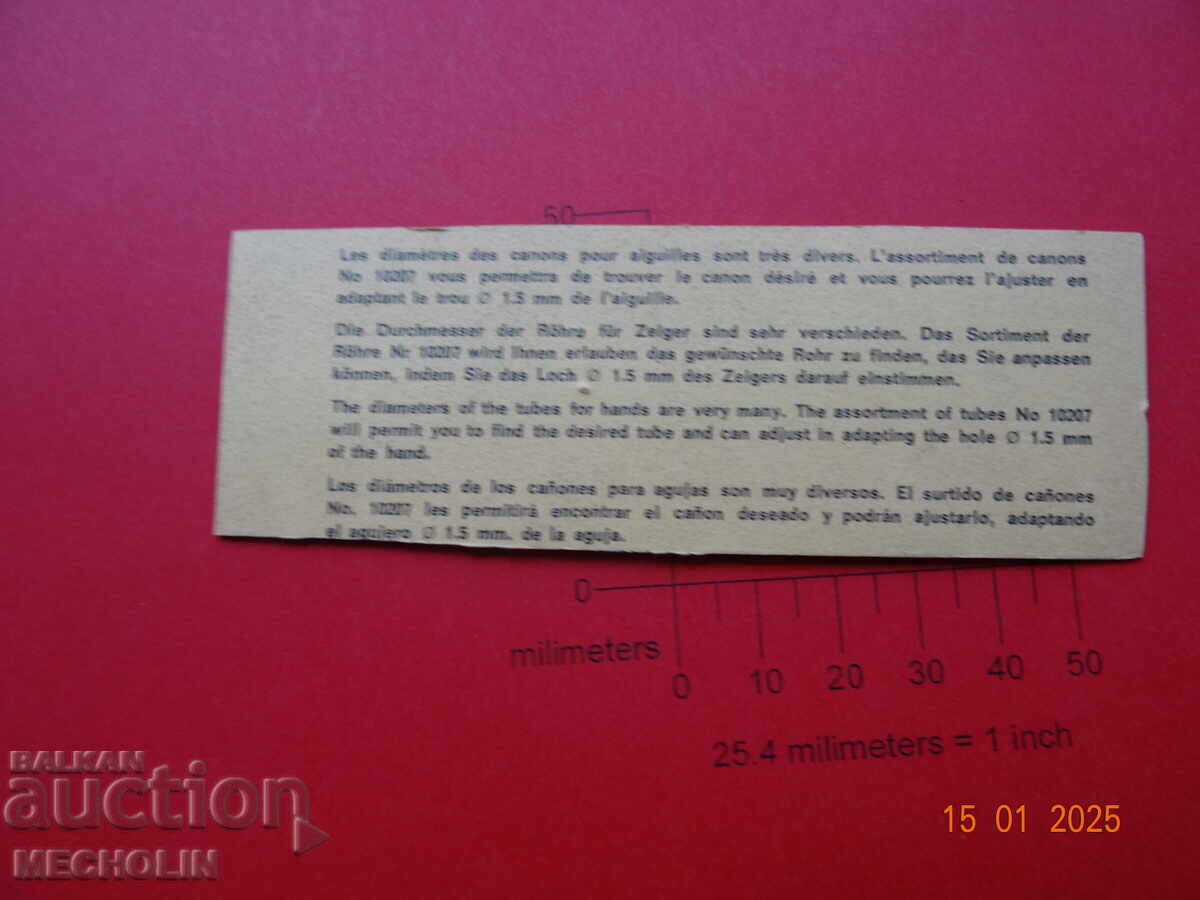 50
Les diamètres des canons pour aiguilles sont très divers. L'assortiment de canons
No 10207 vous permettra de trouver le canon désiré et vous pourrez l'ajuster en
adaptant le trou ∅ 1.5 mm de l'aiguille.
Die Durchmesser der Röhre für Zeiger sind sehr verschieden. Das Sortiment der
Röhre Nr 10207 wird Ihnen erlauben das gewünschte Rohr zu finden, das Sie anpassen
können, indem Sie das Loch ∅ 1.5 mm des Zeigers darauf einstimmen.
The diameters of the tubes for hands are very many. The assortment of tubes No 10207
will permit you to find the desired tube and can adjust in adapting the hole ∅ 1.5 mm
of the hand.
Los diámetros de los cañones para agujas son muy diversos. El surtido de cañones
No. 10207 les permitirá encontrar el cañon deseado y podrán ajustarlo, adaptando
el agujero ∅ 1.5 mm. de la aguja.
0
milimeters
0 10 20 30 40 50
25.4 milimeters = 1 inch
BALKAN
auction
MECHOLIN
15 01 2025